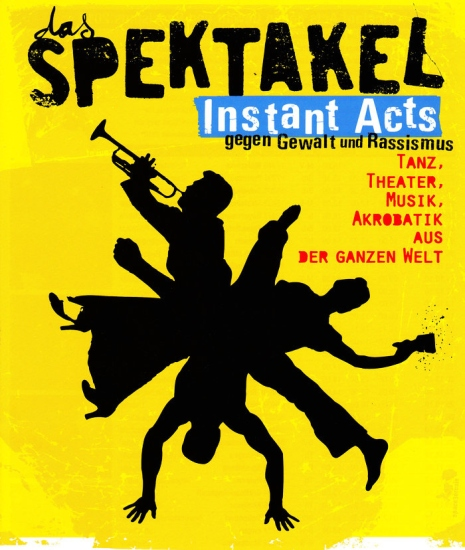 das
SPEKTAKEL
Instant Acts
gegen Gewalt und Rassismus
TANZ,
THEATER,
MUSIK,
AKROBATIK
AUS
DER GANZEN WELT